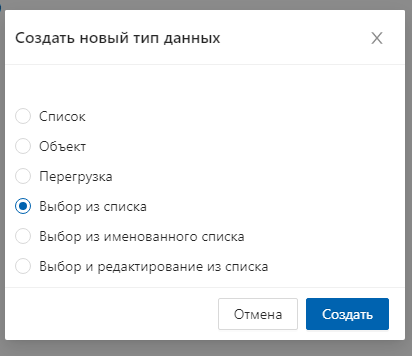 Создать новый тип данных
Список
Объект
Перегрузка
Выбор из списка
Выбор из именованного списка
Выбор и редактирование из списка
Отмена
Создать